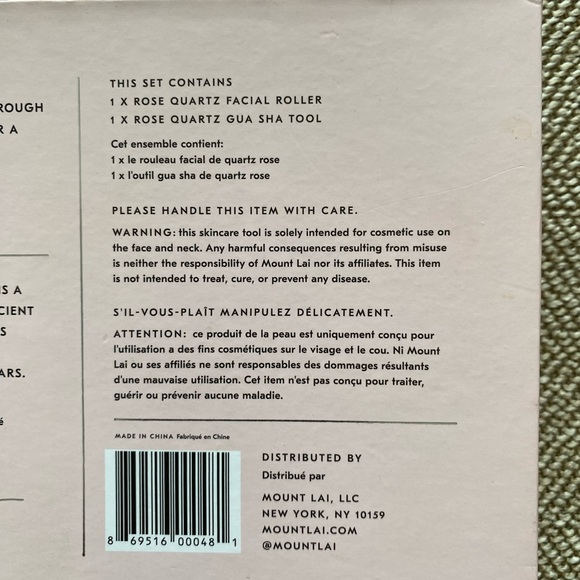 ROUGH
R A
IS A
CIENT
S
ARS.
é
THIS SET CONTAINS
1 X ROSE QUARTZ FACIAL ROLLER
1 X ROSE QUARTZ GUA SHA TOOL
Cet ensemble contient:
1 x le rouleau facial de quartz rose
1 x l'outil gua sha de quartz rose
PLEASE HANDLE THIS ITEM WITH CARE.
WARNING: this skincare tool is solely intended for cosmetic use on
the face and neck. Any harmful consequences resulting from misuse
is neither the responsibility of Mount Lai nor its affiliates. This item
is not intended to treat, cure, or prevent any disease.
S'IL-VOUS-PLAÎT MANIPULEZ DÉLICATEMENT.
ATTENTION: ce produit de la peau est uniquement conçu pour
l'utilisation a des fins cosmétiques sur le visage et le cou. Ni Mount
Lai ou ses affiliés ne sont responsables des dommages résultants
d'une mauvaise utilisation. Cet item n'est pas conçu pour traiter,
guérir ou prévenir aucune maladie.
MADE IN CHINA Fabriqué en Chine
8 69516 00048 1
DISTRIBUTED BY
Distribué par
MOUNT LAI, LLC
NEW YORK, NY 10159
MOUNTLAI.COM
@MOUNTLAI